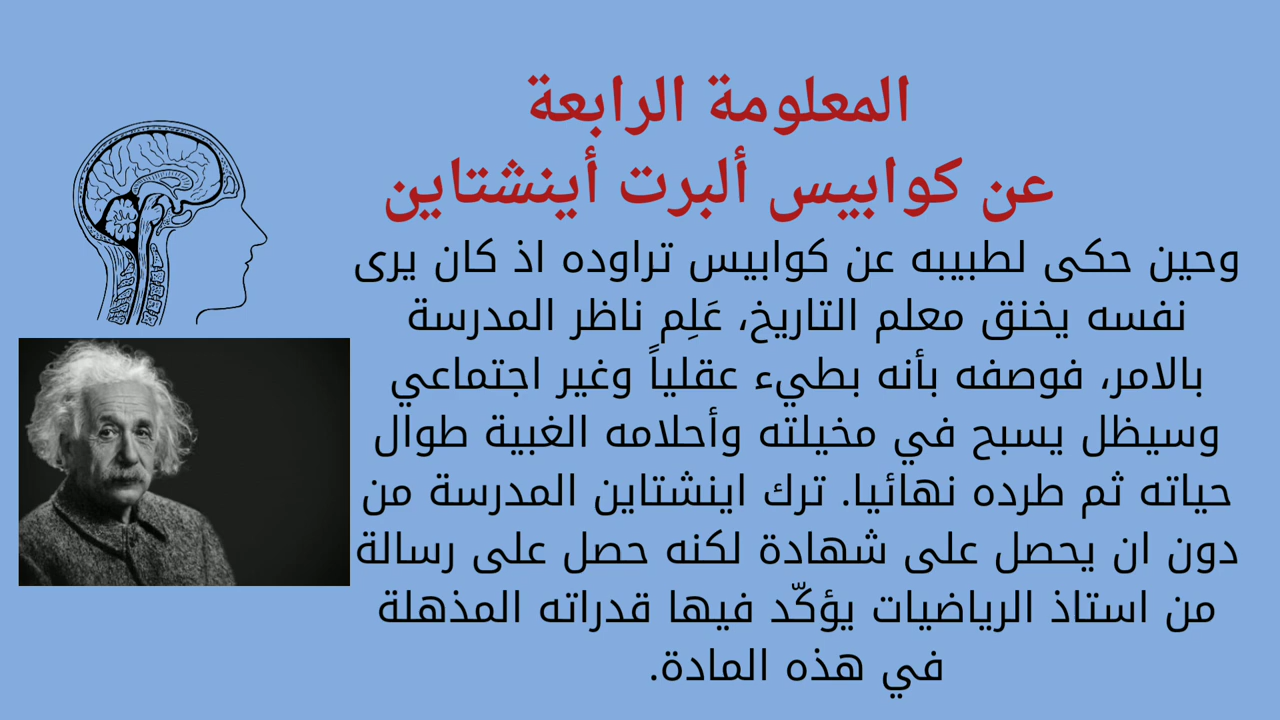 المعلومة الرابعة
عن كوابيس ألبرت أينشتاين
وحين حكى لطبيبه عن كوابيس تراوده اذ كان يرى
نفسه يخنق معلم التاريخ، عَلِم ناظر المدرسة
بالامر، فوصفه بأنه بطيء عقلياً وغير اجتماعي
وسيظل يسبح في مخيلته وأحلامه الغبية طوال
حياته ثم طرده نهائيا. ترك اينشتاين المدرسة من
دون ان يحصل على شهادة لكنه حصل على رسالة
من استاذ الرياضيات يؤكّد فيها قدراته المذهلة
في هذه المادة.